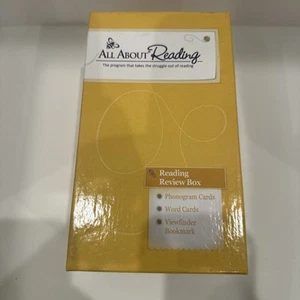 All About Reading
The program that takes the struggle out of reading
Reading
Review Box
Phonogram Cards
Word Cards
Viewfinder
Bookmark